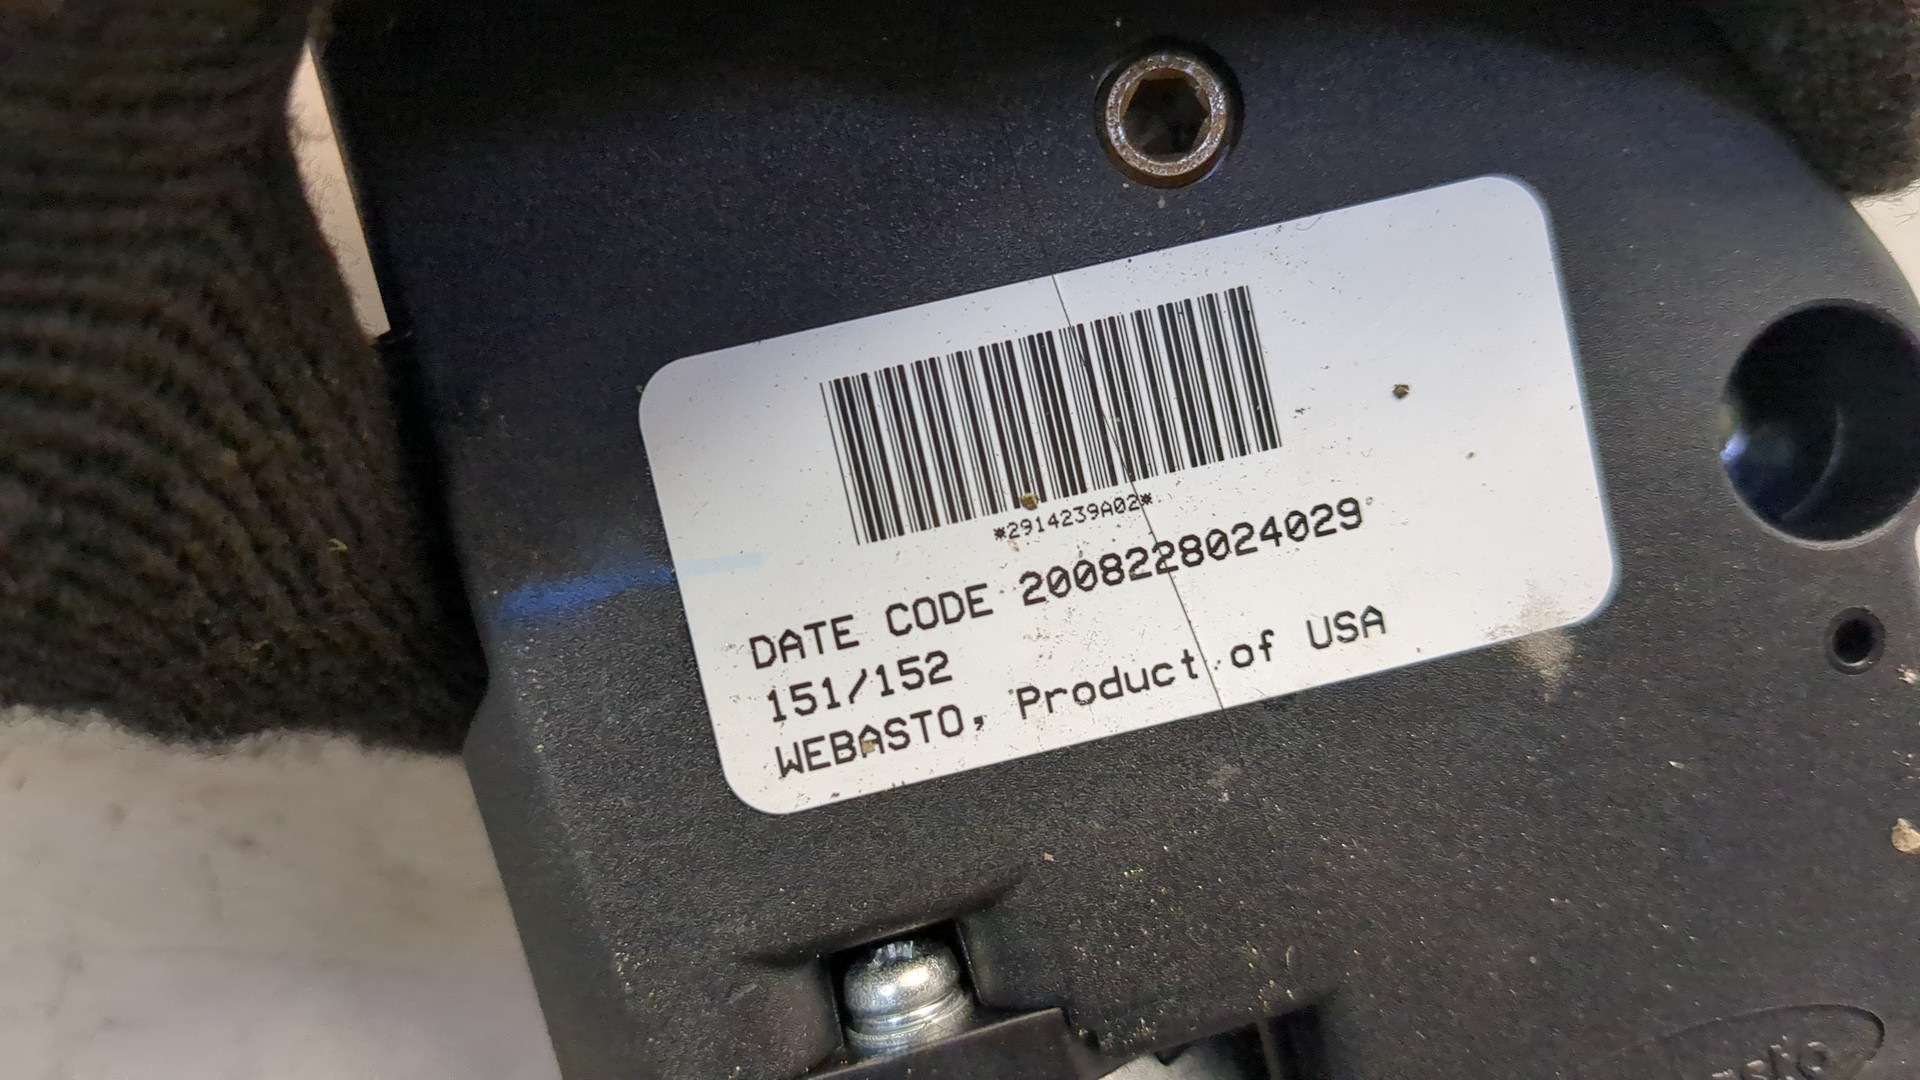 *2914239A02*
DATE CODE 2008228024029
151/152
WEBASTO, Product of USA